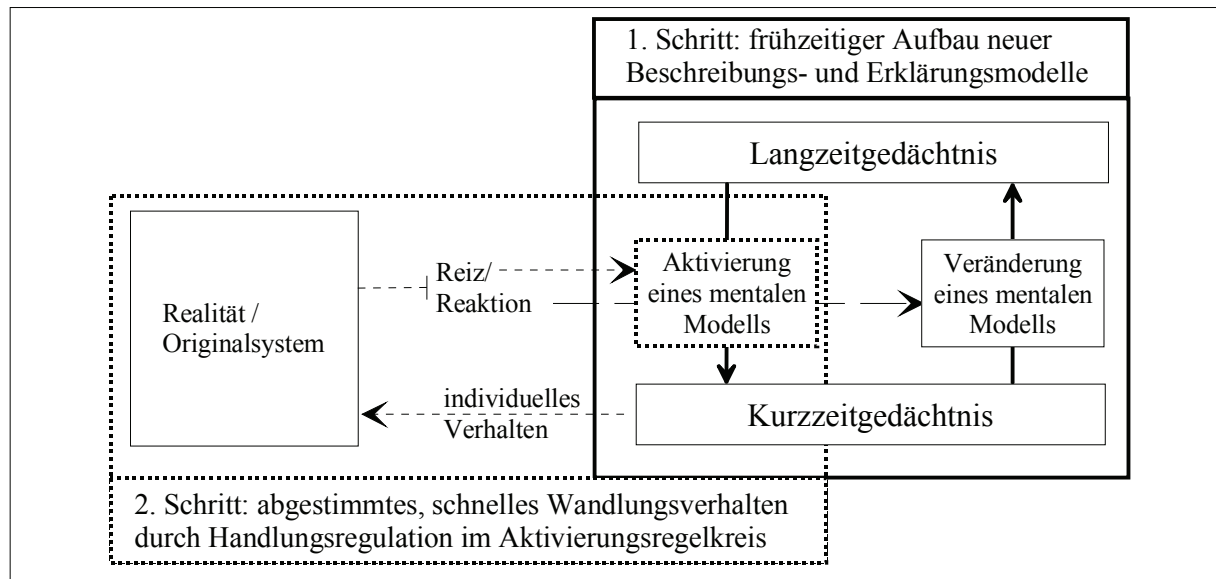 1. Schritt: frühzeitiger Aufbau neuer
Beschreibungs- und Erklärungsmodelle
Langzeitgedächtnis
Realität /
Originalsystem
Reiz/
Reaktion
Aktivierung
eines mentalen
Modells
Veränderung
eines mentalen
Modells
individuelles
Verhalten
Kurzzeitgedächtnis
2. Schritt: abgestimmtes, schnelles Wandlungsverhalten
durch Handlungsregulation im Aktivierungsregelkreis